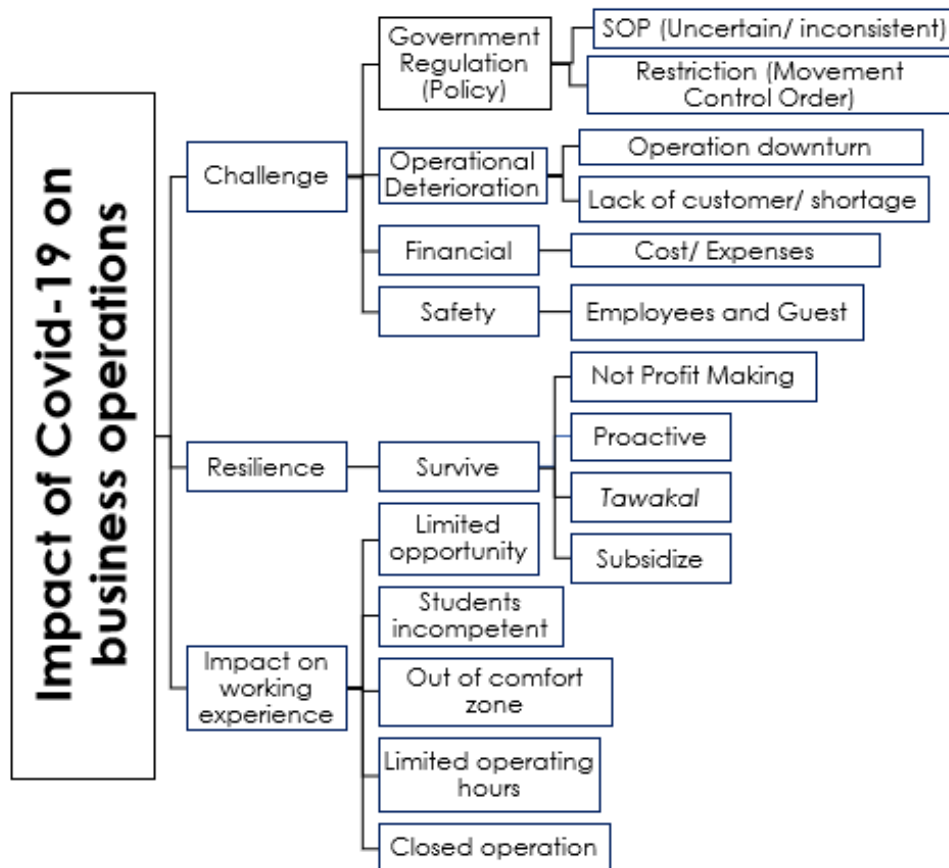 Impact of Covid-19 on
business operations
Challenge
Government
Regulation
(Policy)
SOP (Uncertain/ inconsistent)
Restriction (Movement
Control Order)
Operational
Deterioration
Operation downturn
Lack of customer/ shortage
Financial
Cost/ Expenses
Safety
Employees and Guest
Resilience
Survive
Not Profit Making
Proactive
Tawakal
Subsidize
Impact on
working
experience
Limited
opportunity
Students
incompetent
Out of comfort
zone
Limited operating
hours
Closed operation